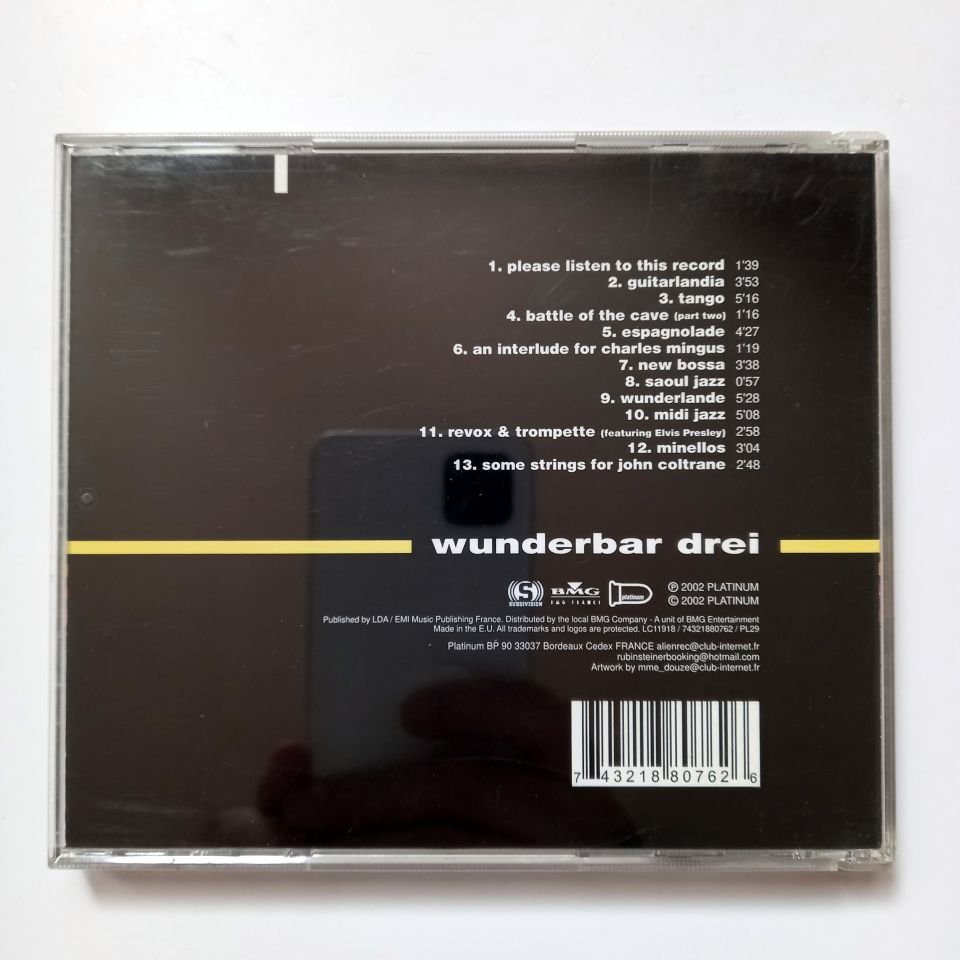 1. please listen to this record 1'39
2. guitarlandia 3'53
3. tango 5'16
4. battle of the cave (part two) 1'16
5. espagnolade 4'27
6. an interlude for charles mingus 1'19
7. new bossa 3'38
8. saoul jazz 0'57
9. wunderlande 5'28
10. midi jazz 5'08
11. revox & trompette (featuring Elvis Presley) 2'58
12. minellos 3'04
13. some strings for john coltrane 2'48
wunderbar drei
S SUBDIVISION BMG BMG FRANCE platinum ℗ 2002 PLATINUM
© 2002 PLATINUM
Published by LDA / EMI Music Publishing France. Distributed by the local BMG Company - A unit of BMG Entertainment
Made in the E.U. All trademarks and logos are protected. LC11918 / 74321880762 / PL29
Platinum BP 90 33037 Bordeaux Cedex FRANCE alienrec@club-internet.fr
rubinsteinerbooking@hotmail.com
Artwork by mme_douze@club-internet.fr
7 43218 80762 6